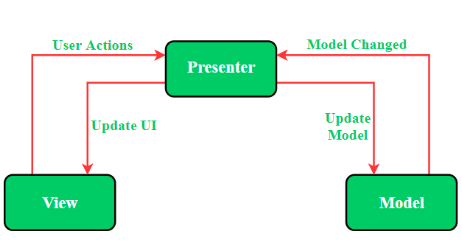 User Actions
Model Changed
Presenter
Update UI
Update
Model
View
Model